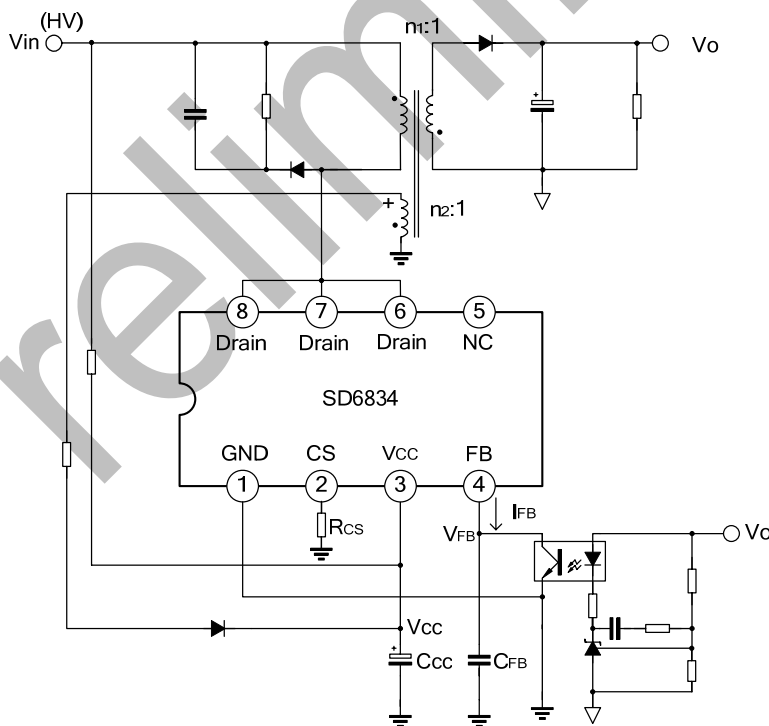 (HV)
Vin
n1:1
Vo
n2:1
+
8
7
6
5
Drain
Drain
Drain
NC
SD6834
GND
CS
VCC
FB
1
2
3
4
IFB
RCS
VFB
Vo
Vcc
+
Ccc
CFB